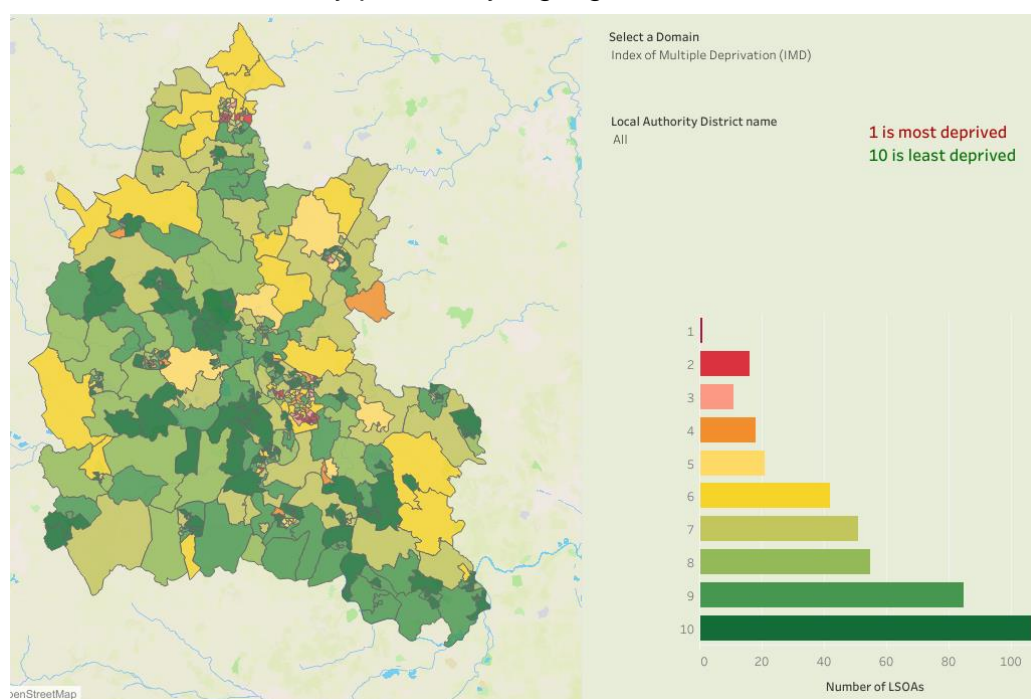 Select a Domain
Index of Multiple Deprivation (IMD)
Local Authority District name
All
1 is most deprived
10 is least deprived
1
2
3
4
5
6
7
8
9
10
0 20 40 60 80 100
Number of LSOAs
penStreetMap